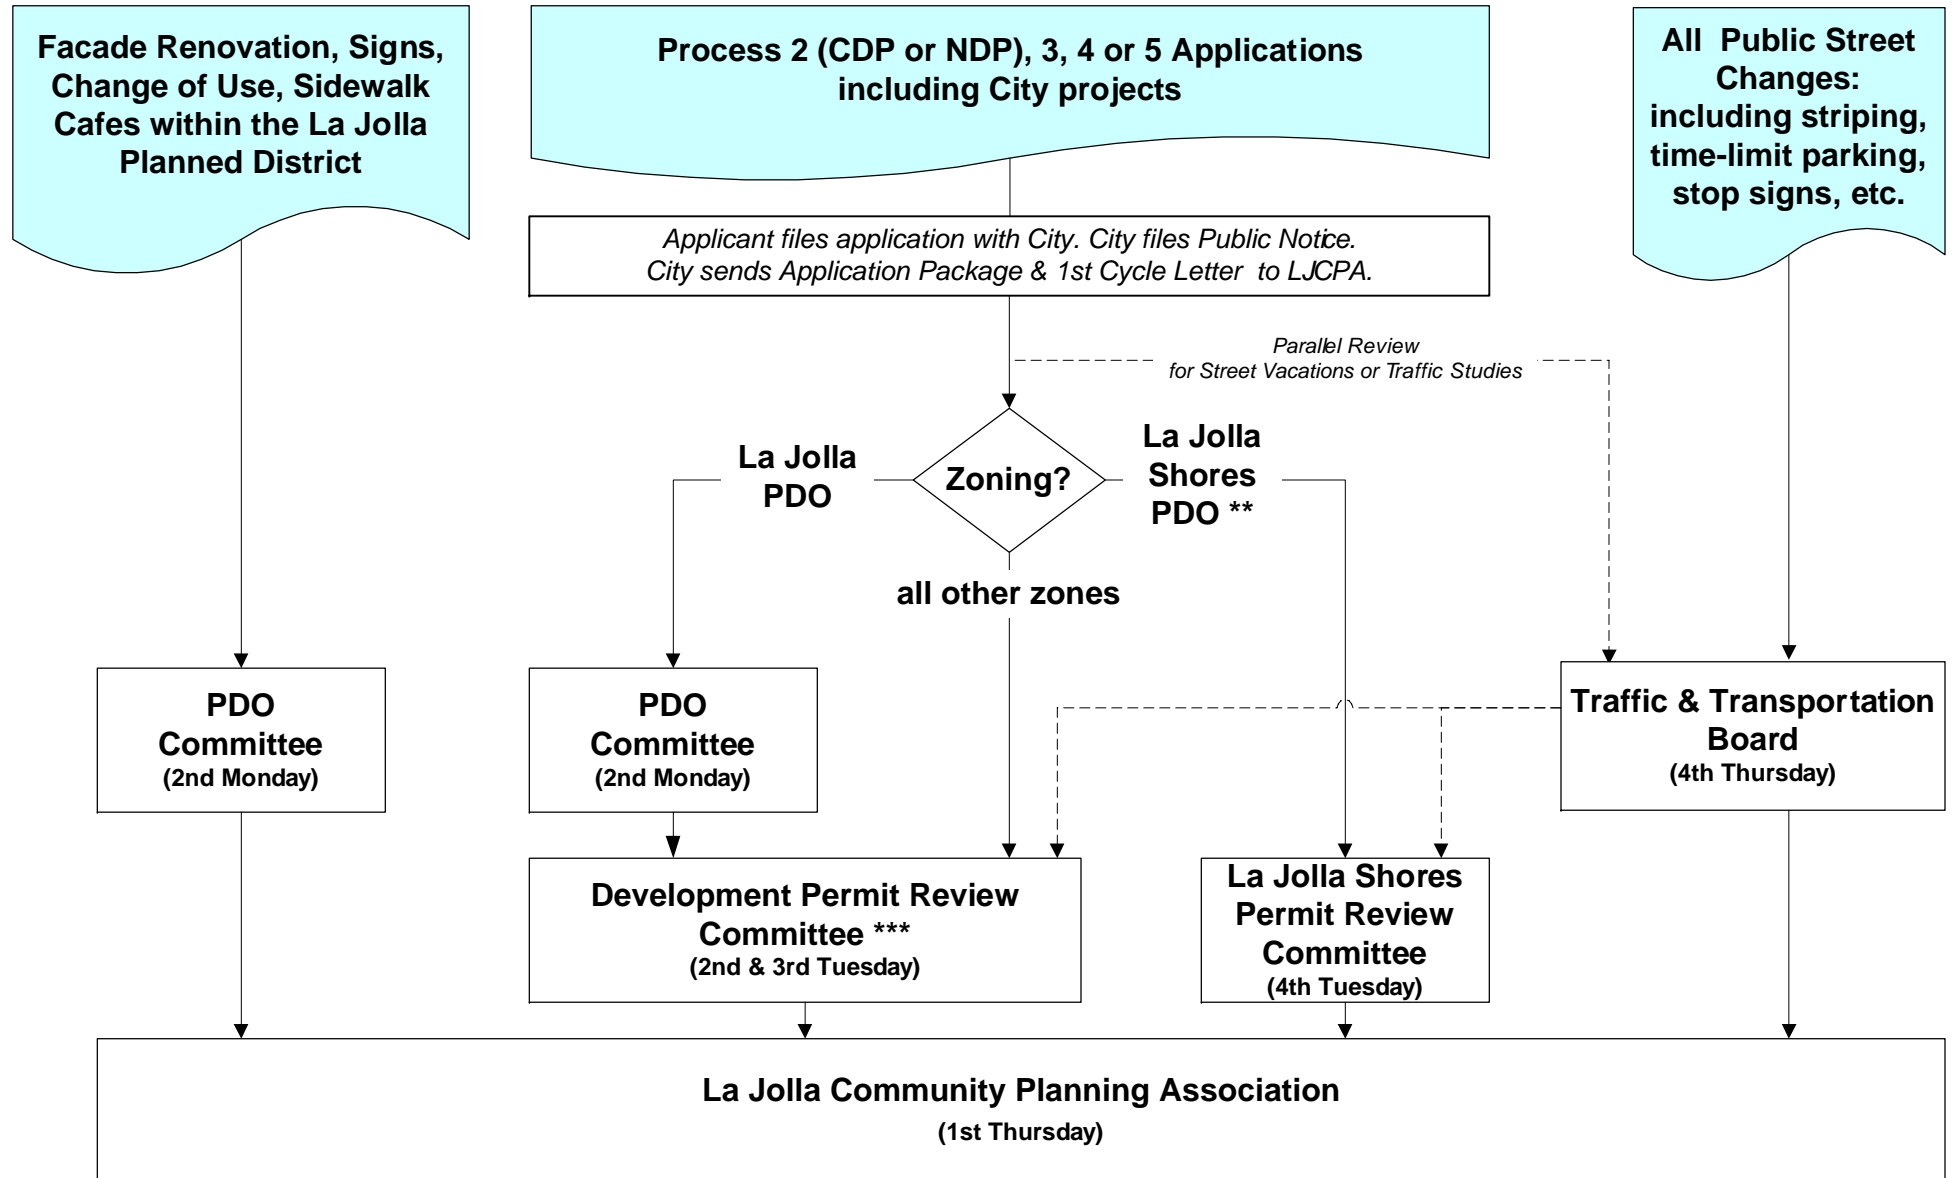 Facade Renovation, Signs,
Change of Use, Sidewalk
Cafes within the La Jolla
Planned District
Process 2 (CDP or NDP), 3, 4 or 5 Applications
including City projects
All Public Street
Changes:
including striping,
time-limit parking,
stop signs, etc.
Applicant files application with City. City files Public Notice.
City sends Application Package & 1st Cycle Letter to LJCPA.
Parallel Review
for Street Vacations or Traffic Studies
La Jolla
PDO
Zoning?
La Jolla
Shores
PDO **
all other zones
PDO
Committee
(2nd Monday)
PDO
Committee
(2nd Monday)
Traffic & Transportation
Board
(4th Thursday)
Development Permit Review
Committee ***
(2nd & 3rd Tuesday)
La Jolla Shores
Permit Review
Committee
(4th Tuesday)
La Jolla Community Planning Association
(1st Thursday)